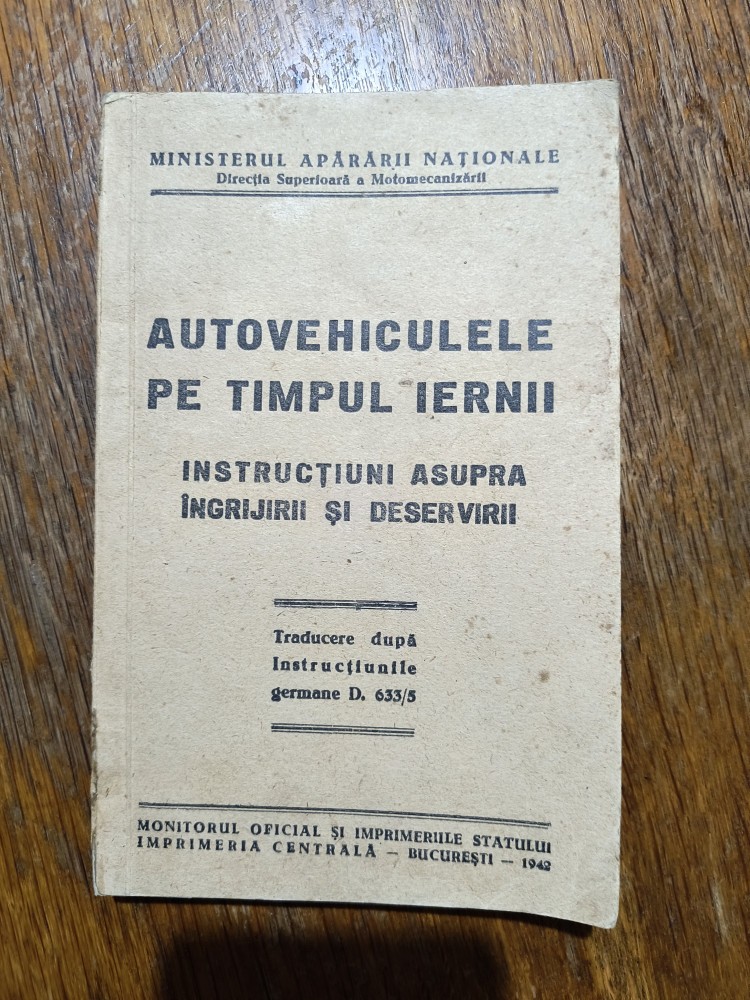 MINISTERUL APĂRĂRII NAȚIONALE
Direcția Superioară a Motomecanizării
AUTOVEHICULELE
PE TIMPUL IERNII
INSTRUCȚIUNI ASUPRA
ÎNGRIJIRII ȘI DESERVIRII
Traducere după
Instrucțiunile
germane D. 633/5
MONITORUL OFICIAL ȘI IMPRIMERIILE STATULUI
IMPRIMERIA CENTRALĂ — BUCUREȘTI — 1942